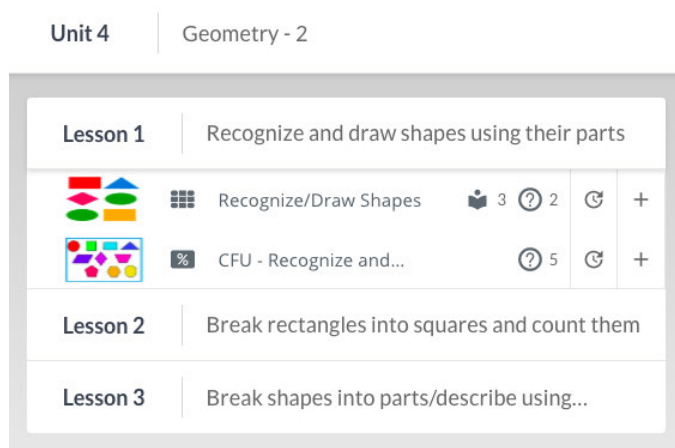 Unit 4 Geometry - 2
Lesson 1 Recognize and draw shapes using their parts
Recognize/Draw Shapes 3 ? 2 +
% CFU - Recognize and... ? 5 +
Lesson 2 Break rectangles into squares and count them
Lesson 3 Break shapes into parts/describe using...